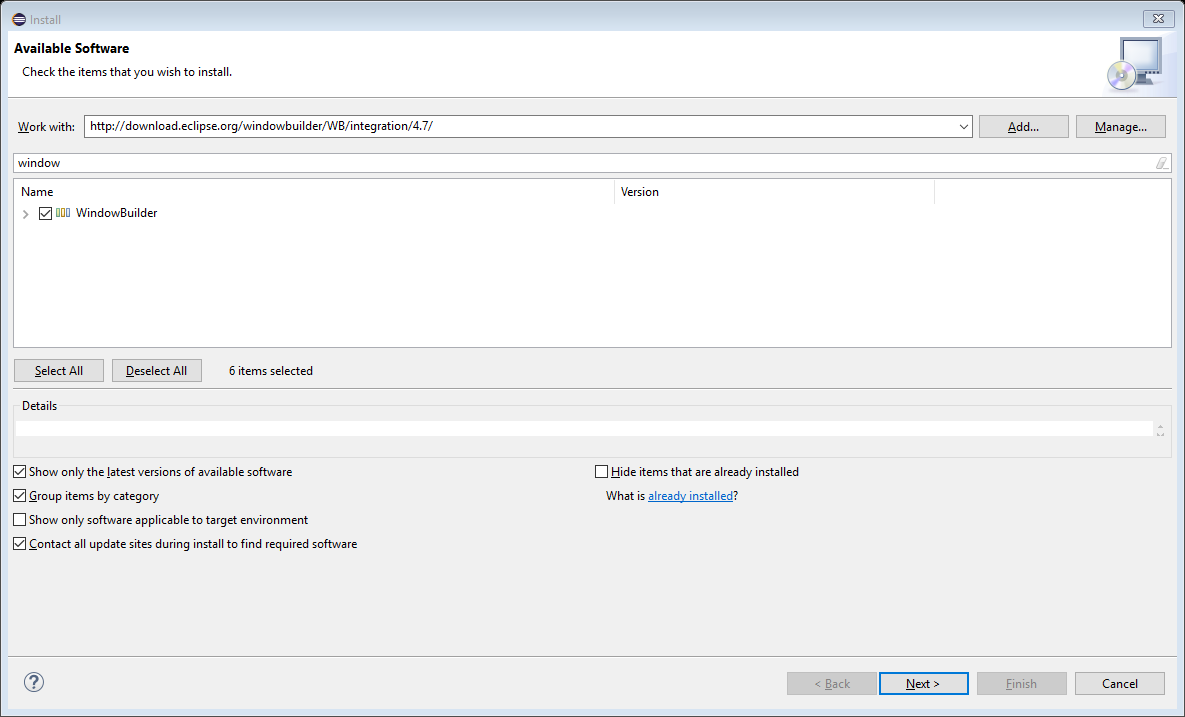 Install
Available Software
Check the items that you wish to install.
Work with: http://download.eclipse.org/windowbuilder/WB/integration/4.7/ Add... Manage...
window
Name Version
WindowBuilder
Select All Deselect All 6 items selected
Details
Show only the latest versions of available software Hide items that are already installed
Group items by category What is already installed?
Show only software applicable to target environment
Contact all update sites during install to find required software
? < Back Next > Finish Cancel